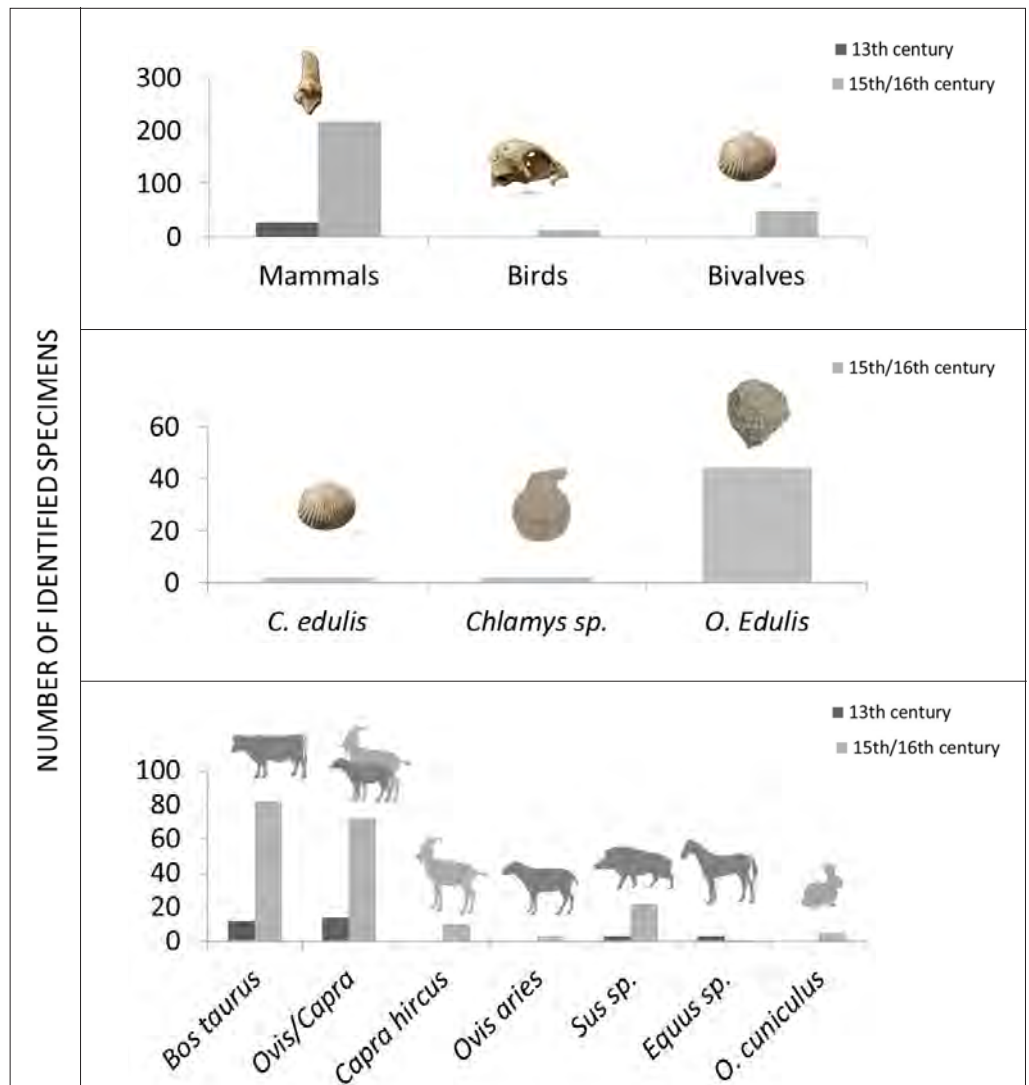 NUMBER OF IDENTIFIED SPECIMENS
13th century
15th/16th century
300
200
100
0
Mammals Birds Bivalves
15th/16th century
60
40
20
0
C. edulis Chlamys sp. O. Edulis
13th century
15th/16th century
100
80
60
40
20
0
Bos taurus Ovis/Capra Capra hircus Ovis aries Sus sp. Equus sp. O. cuniculus